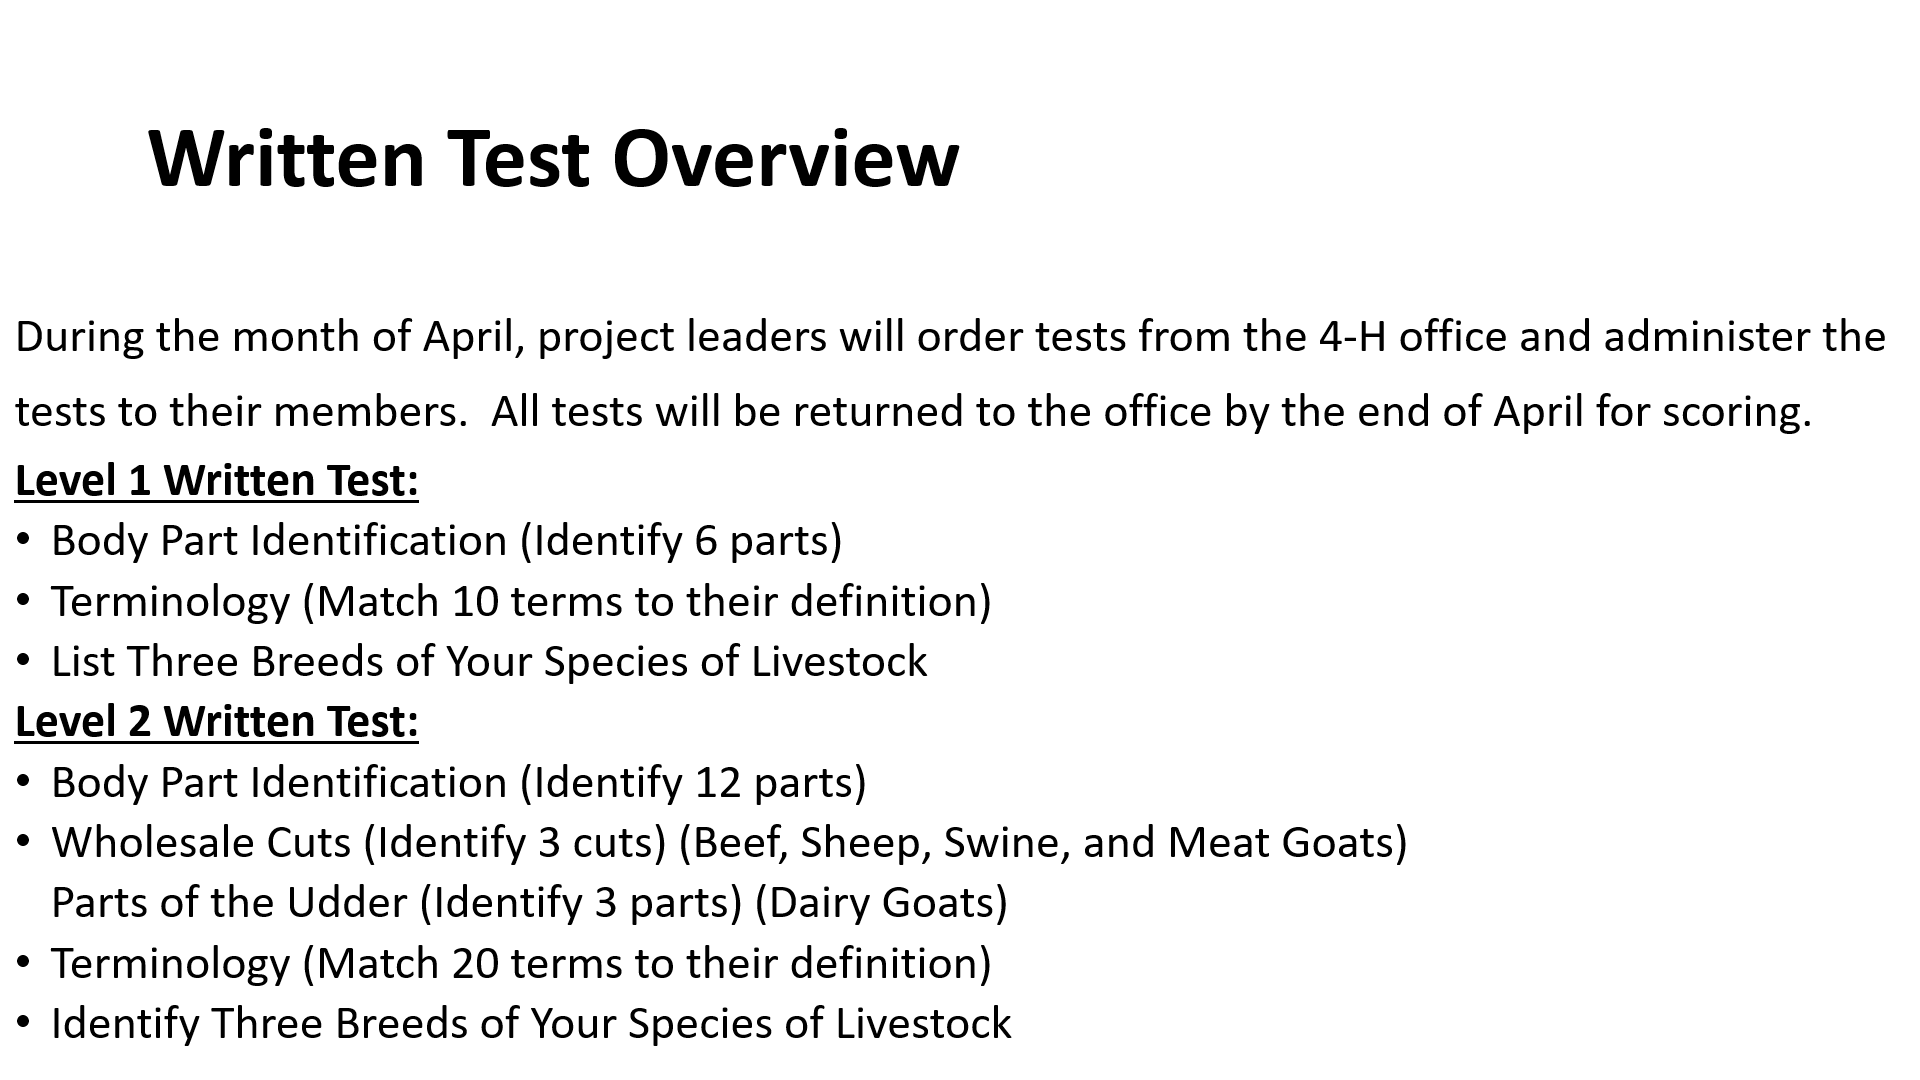 Written Test Overview
During the month of April, project leaders will order tests from the 4-H office and administer the
tests to their members.  All tests will be returned to the office by the end of April for scoring.
Level 1 Written Test:
• Body Part Identification (Identify 6 parts)
• Terminology (Match 10 terms to their definition)
• List Three Breeds of Your Species of Livestock
Level 2 Written Test:
• Body Part Identification (Identify 12 parts)
• Wholesale Cuts (Identify 3 cuts) (Beef, Sheep, Swine, and Meat Goats)
Parts of the Udder (Identify 3 parts) (Dairy Goats)
• Terminology (Match 20 terms to their definition)
• Identify Three Breeds of Your Species of Livestock